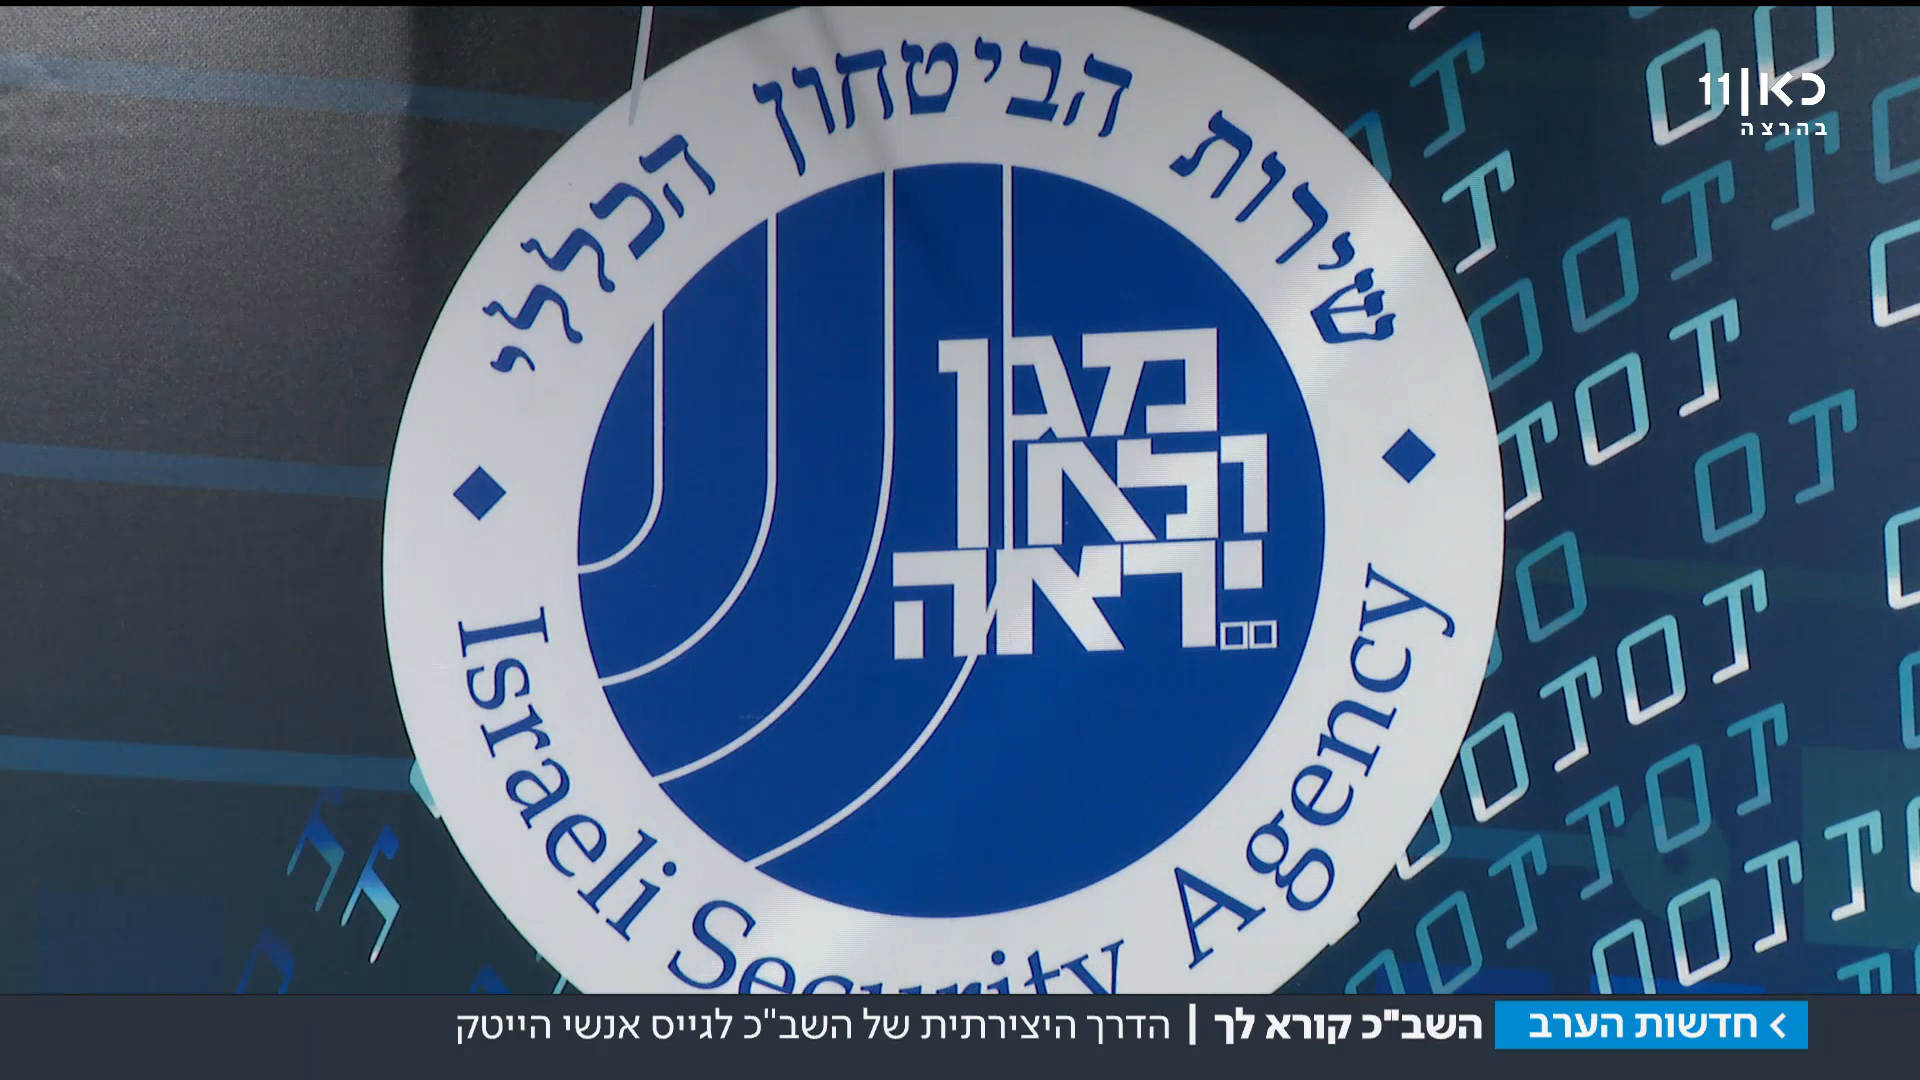 כאן 11
בהרצה
שירות הביטחון הכללי
מגן
ולא
יראה
Israeli Security Agency
חדשות הערב
השב"כ קורא לך | הדרך היצירתית של השב"כ לגייס אנשי הייטק